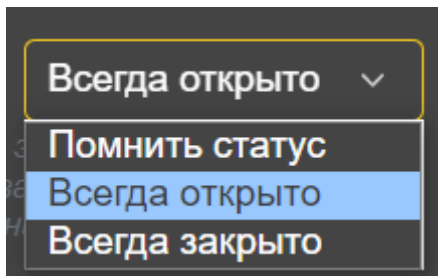 Всегда открыто
Помнить статус
Всегда открыто
Всегда закрыто